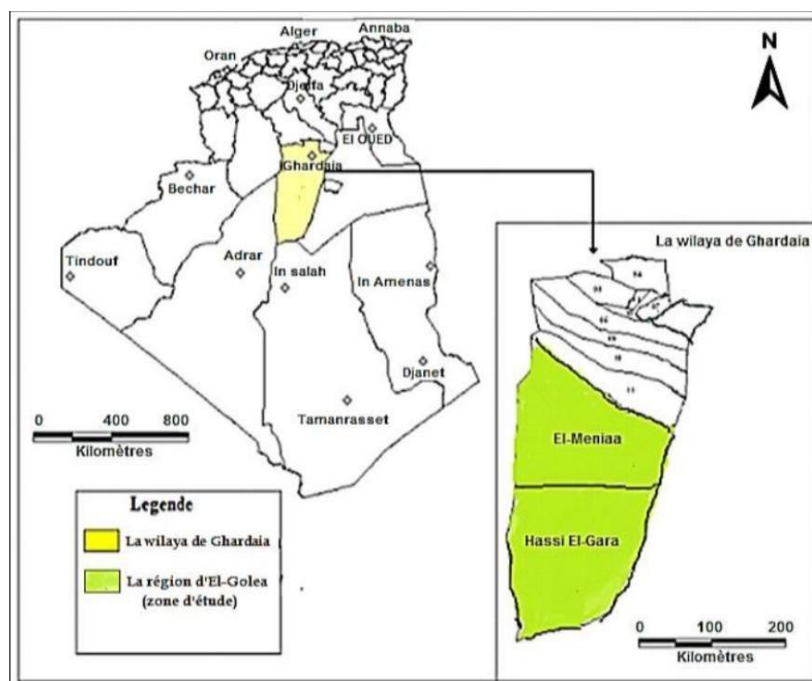 Alger
Annaba
Oran
Djelfa
El OUED
Ghardaia
Bechar
Tindouf
Adrar
In salah
In Amenas
Djanet
Tamanrasset
0 400 800
Kilomètres
Legende
La wilaya de Ghardaia
La région d'El-Golea
(zone d'étude)
N
La wilaya de Ghardaia
El-Meniaa
Hassi El-Gara
0 100 200
Kilomètres